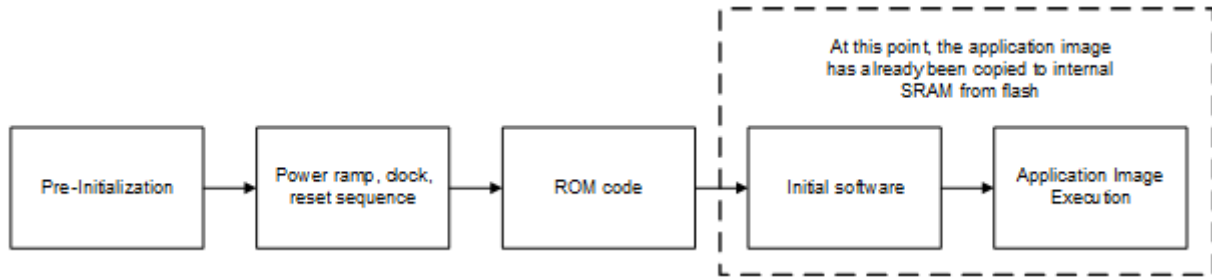 At this point, the application image
has already been copied to internal
SRAM from flash
Pre-Initialization
Power ramp, clock,
reset sequence
ROM code
Initial software
Application Image
Execution